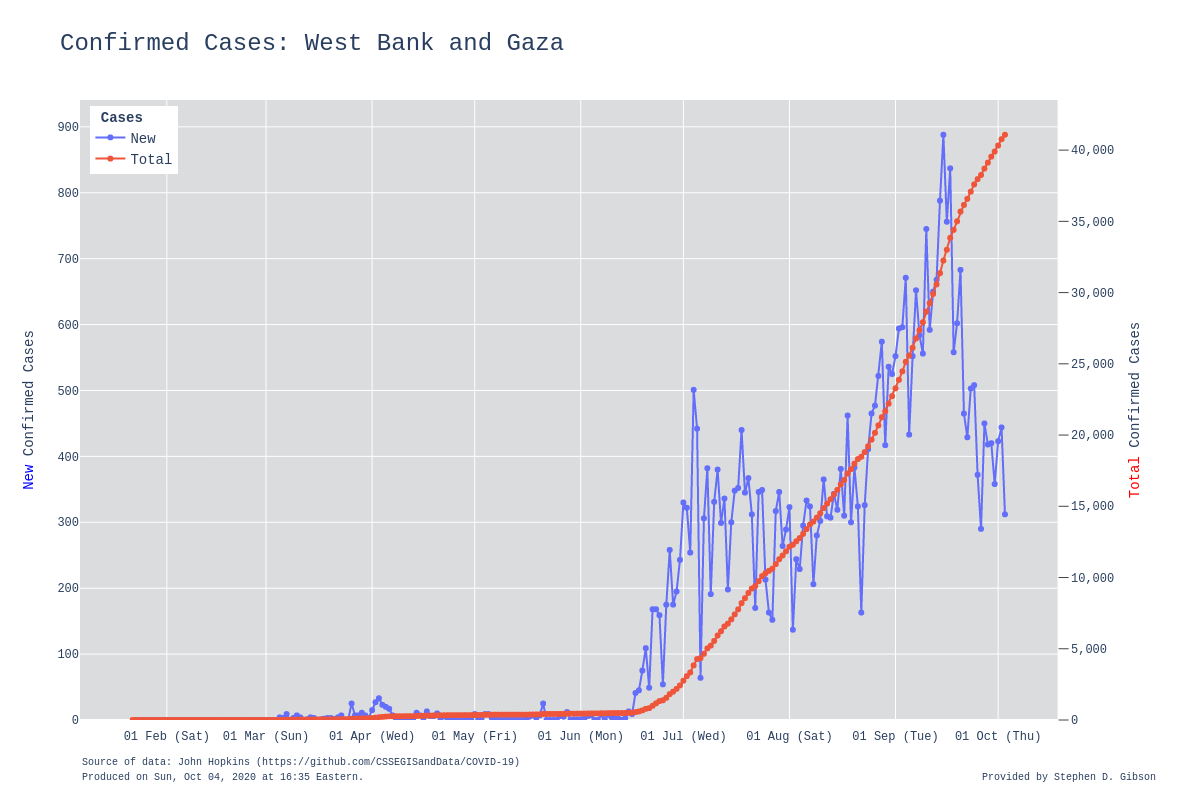 Confirmed Cases: West Bank and Gaza
Cases
New
Total
900
800
700
600
500
400
300
200
100
0
40,000
35,000
30,000
25,000
20,000
15,000
10,000
5,000
0
New Confirmed Cases
Total Confirmed Cases
01 Feb (Sat) 01 Mar (Sun) 01 Apr (Wed) 01 May (Fri) 01 Jun (Mon) 01 Jul (Wed) 01 Aug (Sat) 01 Sep (Tue) 01 Oct (Thu)
Source of data: John Hopkins (https://github.com/CSSEGISandData/COVID-19)
Produced on Sun, Oct 04, 2020 at 16:35 Eastern.
Provided by Stephen D. Gibson